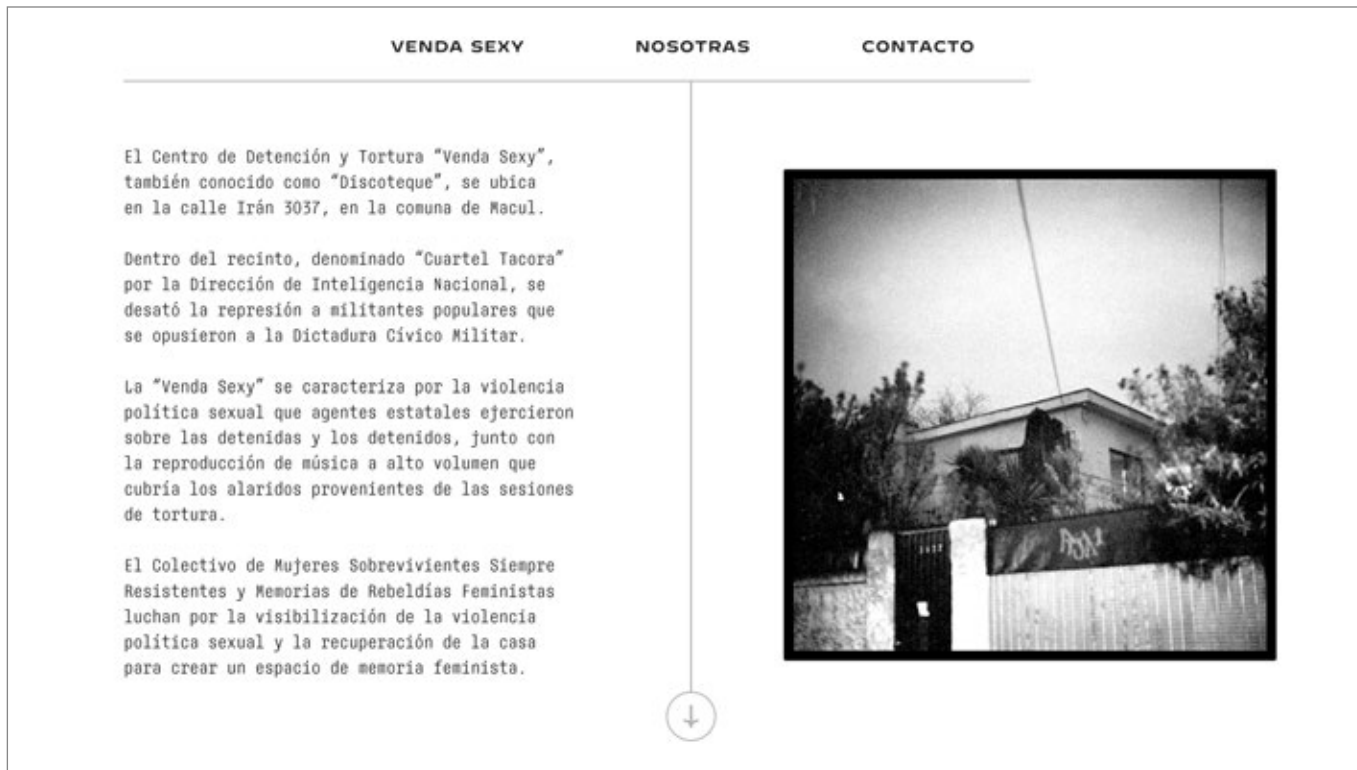 VENDA SEXY
NOSOTRAS
CONTACTO
El Centro de Detención y Tortura “Venda Sexy”,
también conocido como “Discoteque”, se ubica
en la calle Irán 3037, en la comuna de Macul.
Dentro del recinto, denominado “Cuartel Tacora”
por la Dirección de Inteligencia Nacional, se
desató la represión a militantes populares que
se opusieron a la Dictadura Cívico Militar.
La “Venda Sexy” se caracteriza por la violencia
política sexual que agentes estatales ejercieron
sobre las detenidas y los detenidos, junto con
la reproducción de música a alto volumen que
cubría los alaridos provenientes de las sesiones
de tortura.
El Colectivo de Mujeres Sobrevivientes Siempre
Resistentes y Memorias de Rebeldías Feministas
luchan por la visibilización de la violencia
política sexual y la recuperación de la casa
para crear un espacio de memoria feminista.